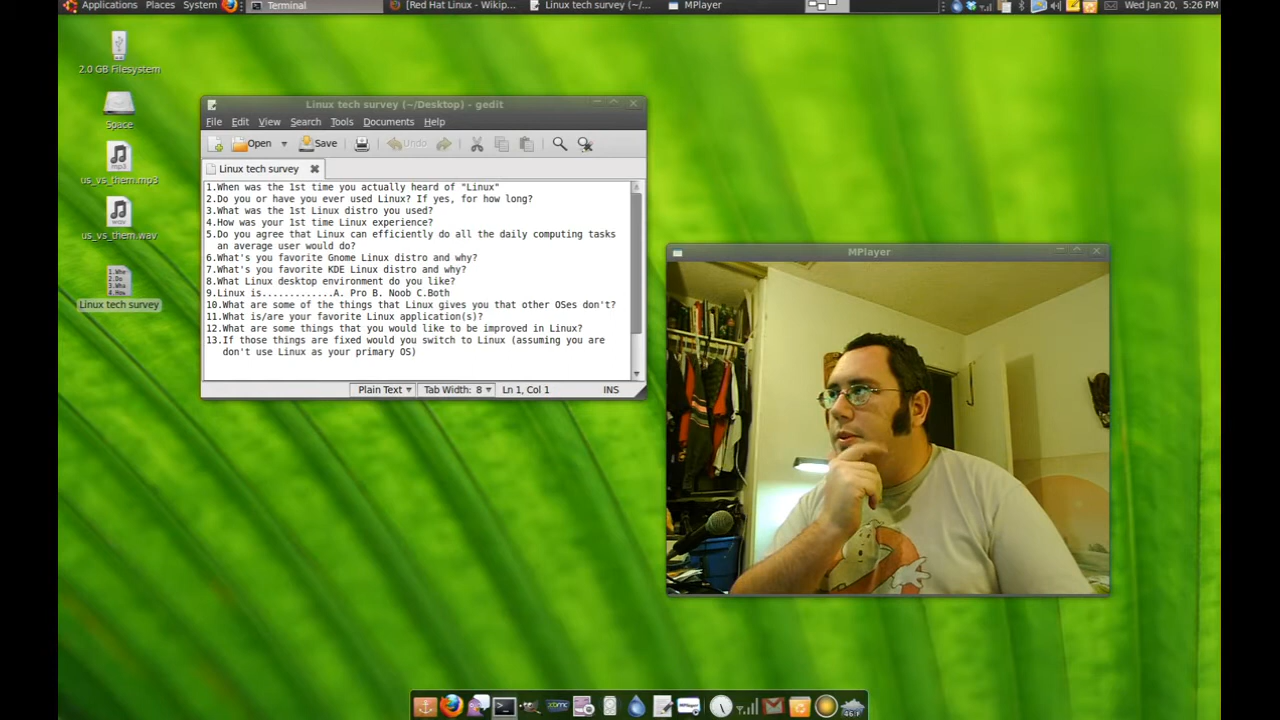 Applications Places System Terminal [Red Hat Linux - Wikip... Linux tech survey (~/... MPlayer Wed Jan 20, 5:26 PM
2.0 GB Filesystem
Space
us_vs_them.mp3
us_vs_them.wav
Linux tech survey
Linux tech survey (~/Desktop) - gedit
File Edit View Search Tools Documents Help
Open Save Undo
Linux tech survey
1.When was the 1st time you actually heard of "Linux"
2.Do you or have you ever used Linux? If yes, for how long?
3.What was the 1st Linux distro you used?
4.How was your 1st time Linux experience?
5.Do you agree that Linux can efficiently do all the daily computing tasks
an average user would do?
6.What's you favorite Gnome Linux distro and why?
7.What's you favorite KDE Linux distro and why?
8.What Linux desktop environment do you like?
9.Linux is.............A. Pro B. Noob C.Both
10.What are some of the things that Linux gives you that other OSes don't?
11.What is/are your favorite Linux application(s)?
12.What are some things that you would like to be improved in Linux?
13.If those things are fixed would you switch to Linux (assuming you are
don't use Linux as your primary OS)
Plain Text Tab Width: 8 Ln 1, Col 1 INS
MPlayer
46°F